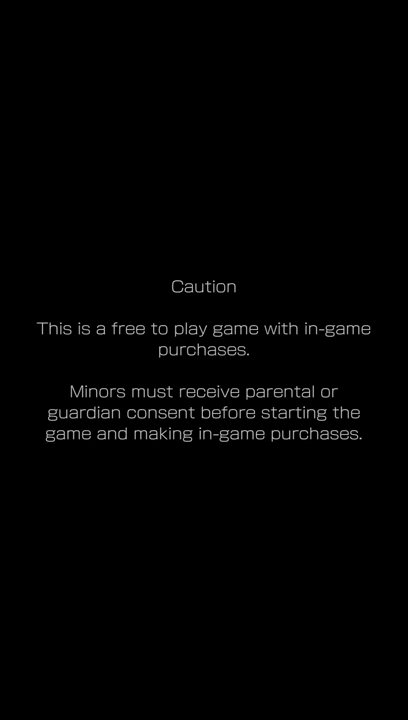 Caution
This is a free to play game with in-game
purchases.
Minors must receive parental or
guardian consent before starting the
game and making in-game purchases.